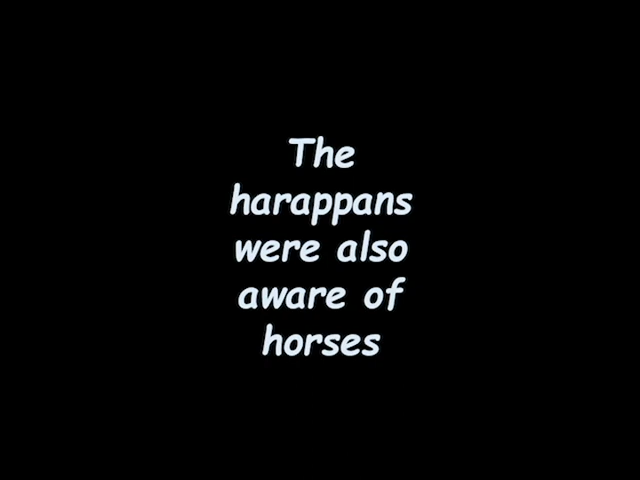 The
harappans
were also
aware of
horses